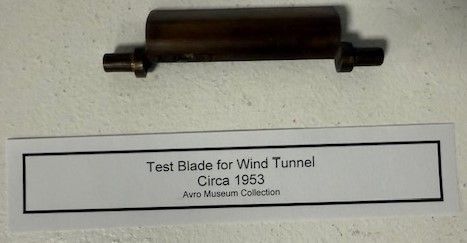 Test Blade for Wind Tunnel
Circa 1953
Avro Museum Collection